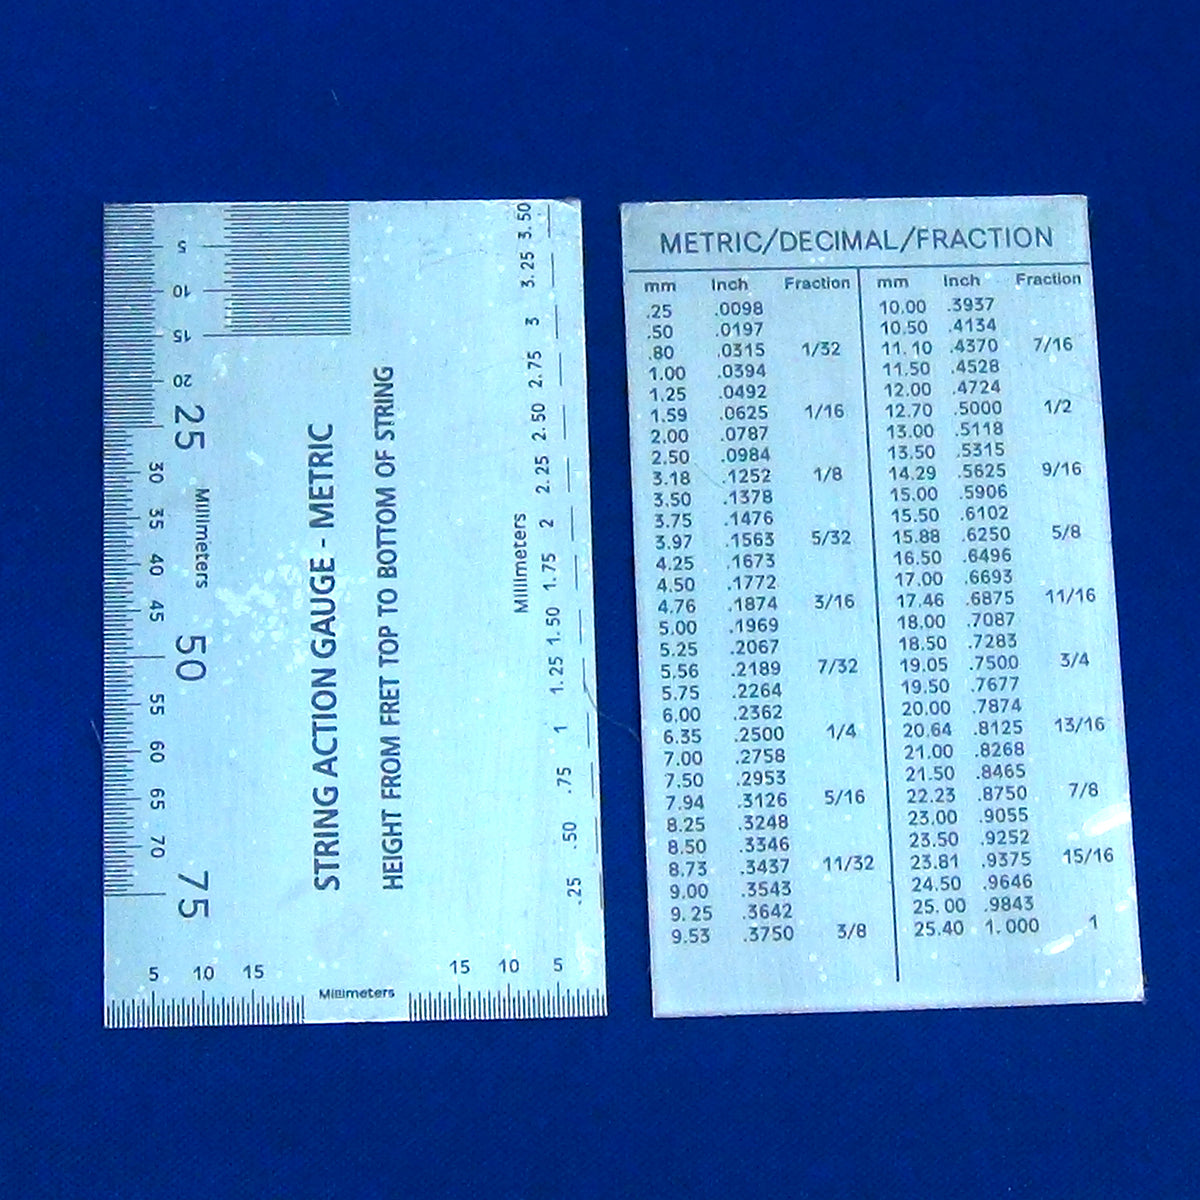 5
10
15
20
25
30
35
40
45
50
55
60
65
70
75
Millimeters
STRING ACTION GAUGE - METRIC
HEIGHT FROM FRET TOP TO BOTTOM OF STRING
Millimeters
.25 .50 .75 1 1.25 1.50 1.75 2 2.25 2.50 2.75 3 3.25 3.50
5 10 15 Millimeters 15 10 5
METRIC/DECIMAL/FRACTION
mm Inch Fraction mm Inch Fraction
.25 .0098 10.00 .3937
.50 .0197 10.50 .4134
.80 .0315 1/32 11.10 .4370 7/16
1.00 .0394 11.50 .4528
1.25 .0492 12.00 .4724
1.59 .0625 1/16 12.70 .5000 1/2
2.00 .0787 13.00 .5118
2.50 .0984 13.50 .5315
3.18 .1252 1/8 14.29 .5625 9/16
3.50 .1378 15.00 .5906
3.75 .1476 15.50 .6102
3.97 .1563 5/32 15.88 .6250 5/8
4.25 .1673 16.50 .6496
4.50 .1772 17.00 .6693
4.76 .1874 3/16 17.46 .6875 11/16
5.00 .1969 18.00 .7087
5.25 .2067 18.50 .7283
5.56 .2189 7/32 19.05 .7500 3/4
5.75 .2264 19.50 .7677
6.00 .2362 20.00 .7874
6.35 .2500 1/4 20.64 .8125 13/16
7.00 .2758 21.00 .8268
7.50 .2953 21.50 .8465
7.94 .3126 5/16 22.23 .8750 7/8
8.25 .3248 23.00 .9055
8.50 .3346 23.50 .9252
8.73 .3437 11/32 23.81 .9375 15/16
9.00 .3543 24.50 .9646
9.25 .3642 25.00 .9843
9.53 .3750 3/8 25.40 1.000 1